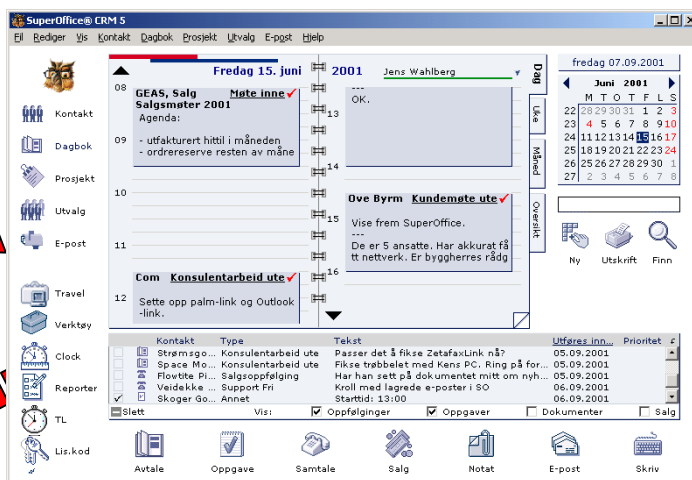 SuperOffice® CRM 5
Fil Rediger Vis Kontakt Dagbok Prosjekt Utvalg E-post Hjelp
Kontakt
Dagbok
Prosjekt
Utvalg
E-post
Travel
Verktøy
Clock
Reporter
TL
Lis.kod
Fredag 15. juni
08
GEAS, Salg Møte inne
Salgsmøter 2001
Agenda:
- utfakturert hittil i måneden
09
- ordrereserve resten av måne
10
11
Com Konsulentarbeid ute
12
Sette opp palm-link og Outlook
-link.
2001 Jens Wahlberg
---
OK.
13
14
Ove Byrm Kundemøte ute
15
Vise frem SuperOffice.
---
De er 5 ansatte. Har akkurat få
tt nettverk. Er byggherres rådg
16
Dag
Uke
Måned
Oversikt
fredag 07.09.2001
Juni 2001
M T O T F L S
22 28 29 30 31 1 2 3
23 4 5 6 7 8 9 10
24 11 12 13 14 15 16 17
25 18 19 20 21 22 23 24
26 25 26 27 28 29 30 1
27 2 3 4 5 6 7 8
Ny Utskrift Finn
Kontakt Type Tekst Utføres inn... Prioritet
Strømsgo... Konsulentarbeid ute Passer det å fikse ZetafaxLink nå? 05.09.2001
Space Mo... Konsulentarbeid ute Fikse trøbbelet med Kens PC. Ring på for... 05.09.2001
Flowtite Pi... Salgsoppfølging Har han sett på dokumentet mitt om nyh... 05.09.2001
Veidekke ... Support Fri Kroll med lagrede e-poster i SO 06.09.2001
Skoger Go... Annet Starttid: 13:00 06.09.2001
Slett Vis: Oppfølginger Oppgaver Dokumenter Salg
Avtale Oppgave Samtale Salg Notat E-post Skriv